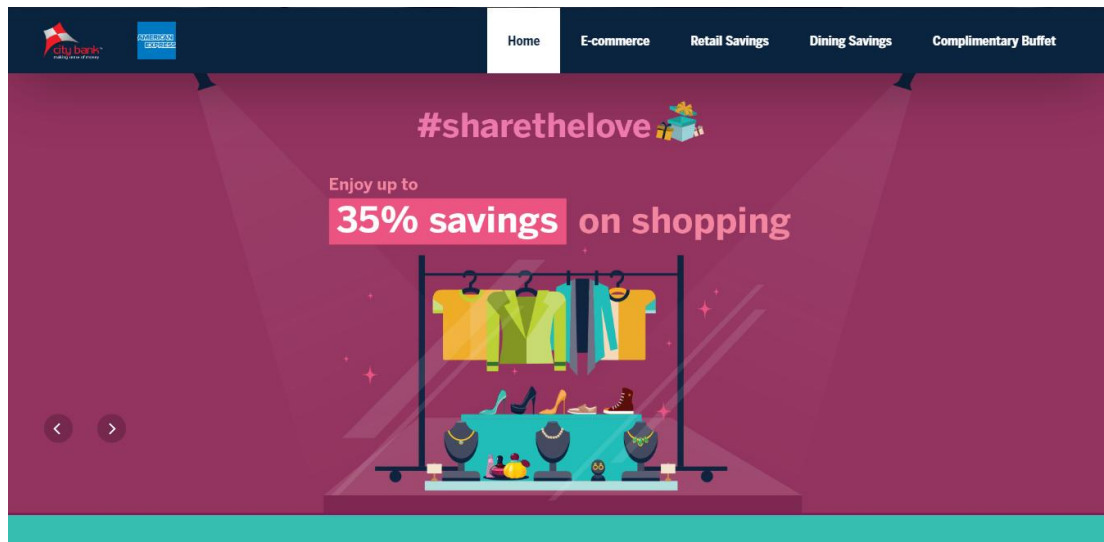 city bank
making sense of money
AMERICAN
EXPRESS
Home
E-commerce
Retail Savings
Dining Savings
Complimentary Buffet
#sharethelove
Enjoy up to
35% savings on shopping